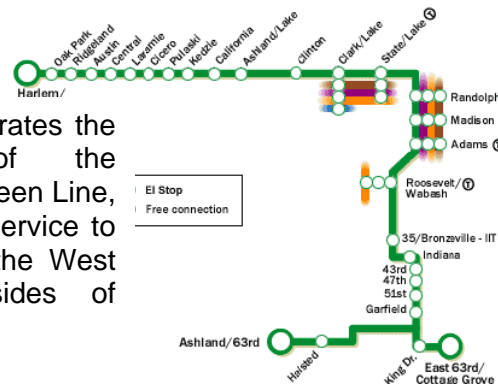 Oak Park
Ridgeland
Austin
Central
Laramie
Cicero
Pulaski
Kedzie
California
Ashland/Lake
Clinton
Clark/Lake
State/Lake T
Harlem/
Randolph
Madison
Adams T
rates the
of the
een Line,
ervice to
the West
sides of
El Stop
Free connection
Roosevelt/ T
Wabash
35/Bronzeville - IIT
Indiana
43rd
47th
51st
Garfield
Ashland/63rd
Halsted
King Dr.
East 63rd/
Cottage Grove